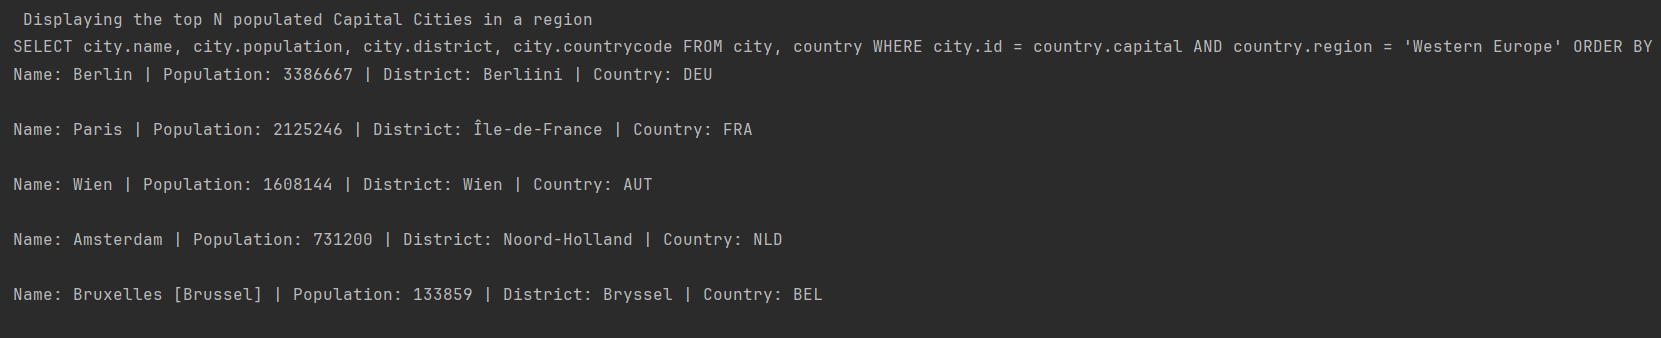 Displaying the top N populated Capital Cities in a region
SELECT city.name, city.population, city.district, city.countrycode FROM city, country WHERE city.id = country.capital AND country.region = 'Western Europe' ORDER BY
Name: Berlin | Population: 3386667 | District: Berliini | Country: DEU
Name: Paris | Population: 2125246 | District: Île-de-France | Country: FRA
Name: Wien | Population: 1608144 | District: Wien | Country: AUT
Name: Amsterdam | Population: 731200 | District: Noord-Holland | Country: NLD
Name: Bruxelles [Brussel] | Population: 133859 | District: Bryssel | Country: BEL